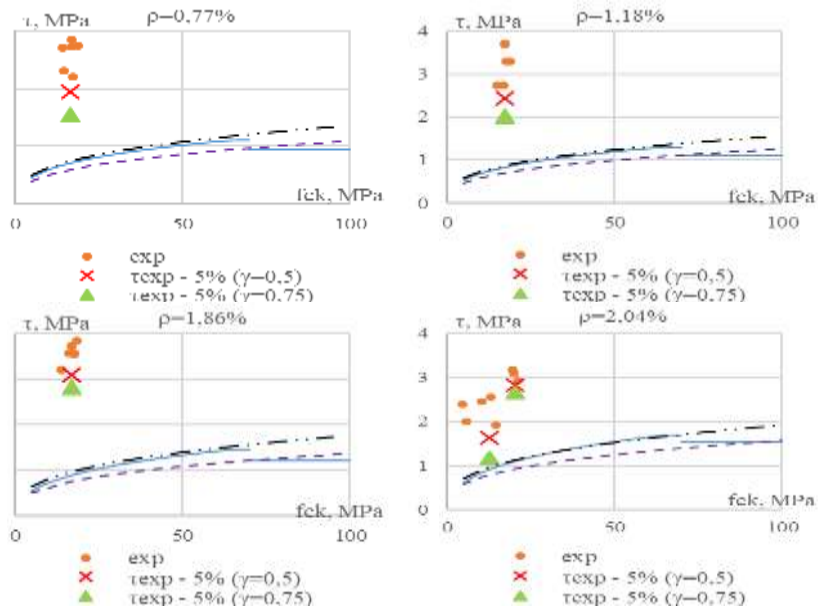 τ, MPa ρ=0.77%
fck, MPa
0 50 100
exp
τexp - 5% (γ=0.5)
τexp - 5% (γ=0.75)
τ, MPa ρ=1.18%
4
3
2
1
0
fck, MPa
0 50 100
exp
τexp - 5% (γ=0,5)
τexp - 5% (γ=0.75)
τ, MPa ρ=1,86%
fck, MPa
0 50 100
exp
τexp - 5% (γ=0.5)
τexp - 5% (γ=0,75)
τ, MPa ρ=2.04%
4
3
2
1
0
fck, MPa
0 50 100
exp
τexp - 5% (γ=0.5)
τexp - 5% (γ=0.75)